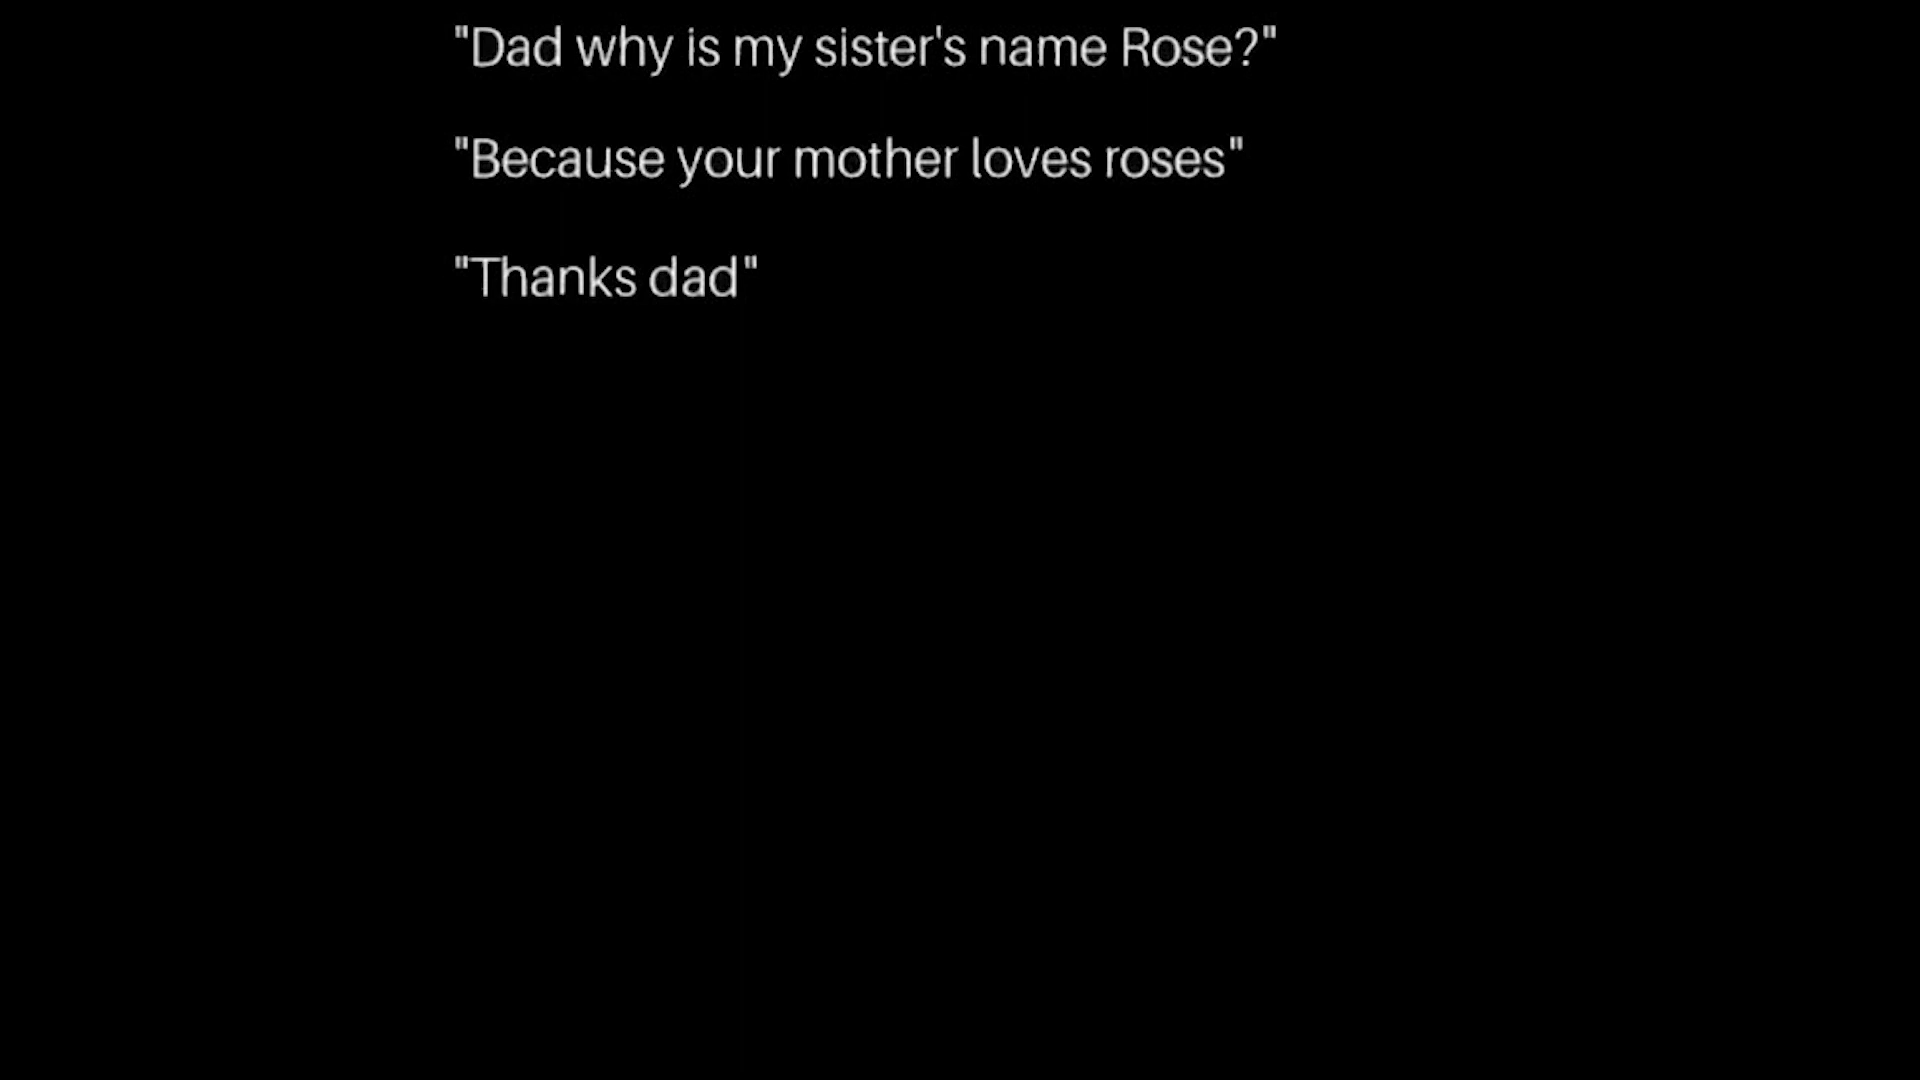 "Dad why is my sister's name Rose?"
"Because your mother loves roses"
"Thanks dad"